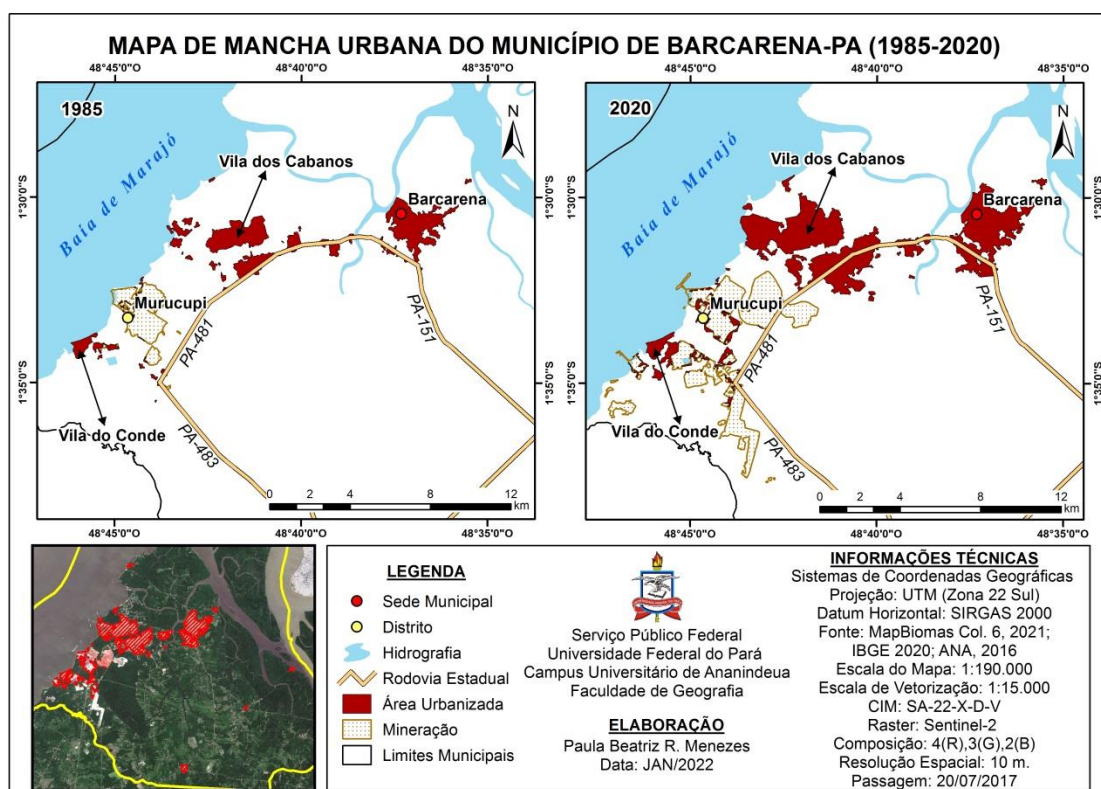 MAPA DE MANCHA URBANA DO MUNICÍPIO DE BARCARENA-PA (1985-2020)
48°45'0"O
48°40'0"O
48°35'0"O
1985
N
Vila dos Cabanos
Barcarena
Baía de Marajó
Murucupi
PA-481
PA-151
Vila do Conde
PA-483
1°30'0"S
1°35'0"S
0 2 4 8 12
km
48°45'0"O
48°40'0"O
48°35'0"O
48°45'0"O
48°40'0"O
48°35'0"O
2020
N
Vila dos Cabanos
Barcarena
Baía de Marajó
Murucupi
PA-481
PA-151
Vila do Conde
PA-483
1°30'0"S
1°35'0"S
1°30'0"S
1°35'0"S
0 2 4 8 12
km
48°45'0"O
48°40'0"O
48°35'0"O
LEGENDA
Sede Municipal
Distrito
Hidrografia
Rodovia Estadual
Área Urbanizada
Mineração
Limites Municipais
Serviço Público Federal
Universidade Federal do Pará
Campus Universitário de Ananindeua
Faculdade de Geografia
ELABORAÇÃO
Paula Beatriz R. Menezes
Data: JAN/2022
INFORMAÇÕES TÉCNICAS
Sistemas de Coordenadas Geográficas
Projeção: UTM (Zona 22 Sul)
Datum Horizontal: SIRGAS 2000
Fonte: MapBiomas Col. 6, 2021;
IBGE 2020; ANA, 2016
Escala do Mapa: 1:190.000
Escala de Vetorização: 1:15.000
CIM: SA-22-X-D-V
Raster: Sentinel-2
Composição: 4(R),3(G),2(B)
Resolução Espacial: 10 m.
Passagem: 20/07/2017